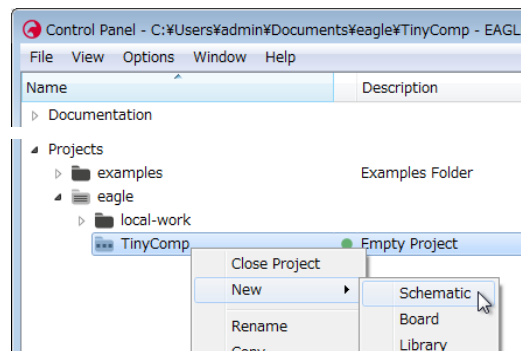 Control Panel - C:¥Users¥admin¥Documents¥eagle¥TinyComp - EAGL
File View Options Window Help
Name Description
Documentation
Projects
examples Examples Folder
eagle
local-work
TinyComp Empty Project
Close Project
New
Schematic
Board
Rename
Library
Copy